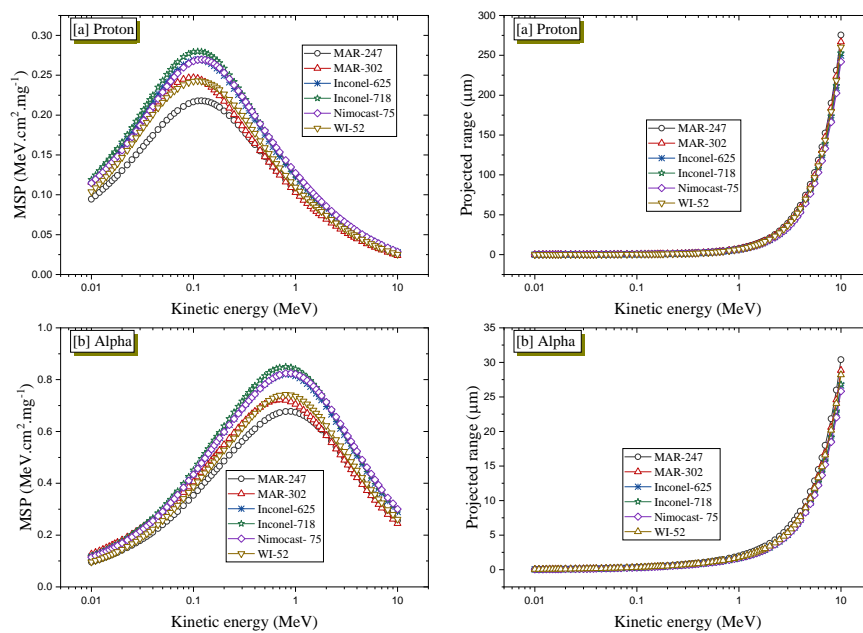 [a] Proton
MSP (MeV.cm².mg⁻¹)
0.30
0.25
0.20
0.15
0.10
0.05
0.00
MAR-247
MAR-302
Inconel-625
Inconel-718
Nimocast-75
WI-52
0.01
0.1
1
10
Kinetic energy (MeV)
[a] Proton
Projected range (µm)
300
250
200
150
100
50
0
MAR-247
MAR-302
Inconel-625
Inconel-718
Nimocast-75
WI-52
0.01
0.1
1
10
Kinetic energy (MeV)
[b] Alpha
MSP (MeV.cm².mg⁻¹)
1.0
0.8
0.6
0.4
0.2
0.0
MAR-247
MAR-302
Inconel-625
Inconel-718
Nimocast- 75
WI-52
0.01
0.1
1
10
Kinetic energy (MeV)
[b] Alpha
Projected range (µm)
35
30
25
20
15
10
5
0
MAR-247
MAR-302
Inconel-625
Inconel-718
Nimocast- 75
WI-52
0.01
0.1
1
10
Kinetic energy (MeV)